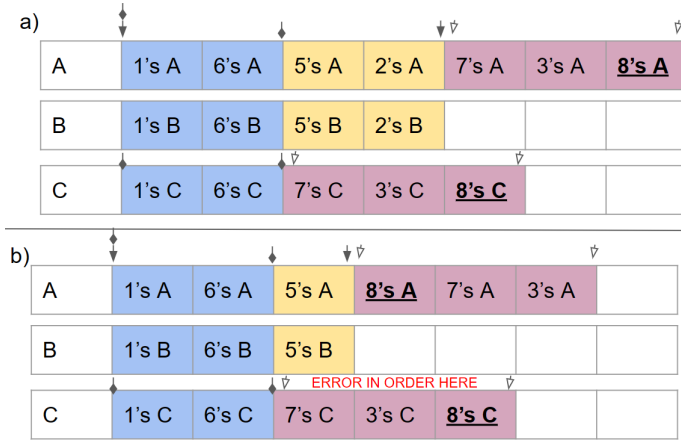 a)
A 1's A 6's A 5's A 2's A 7's A 3's A 8's A
B 1's B 6's B 5's B 2's B
C 1's C 6's C 7's C 3's C 8's C
b)
A 1's A 6's A 5's A 8's A 7's A 3's A
B 1's B 6's B 5's B
ERROR IN ORDER HERE
C 1's C 6's C 7's C 3's C 8's C